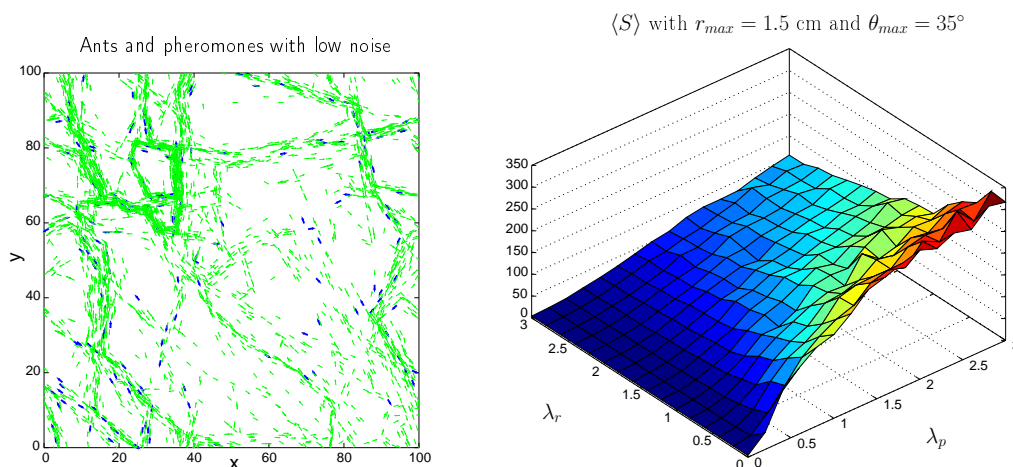 Ants and pheromones with low noise
100
80
60
40
20
0
y
0 20 40 60 80 100
x
⟨S⟩ with r_max = 1.5 cm and θ_max = 35°
350
300
250
200
150
100
50
0
3 2.5 2 1.5 1 0.5 0
λ_r
0 0.5 1 1.5 2 2.5
λ_p